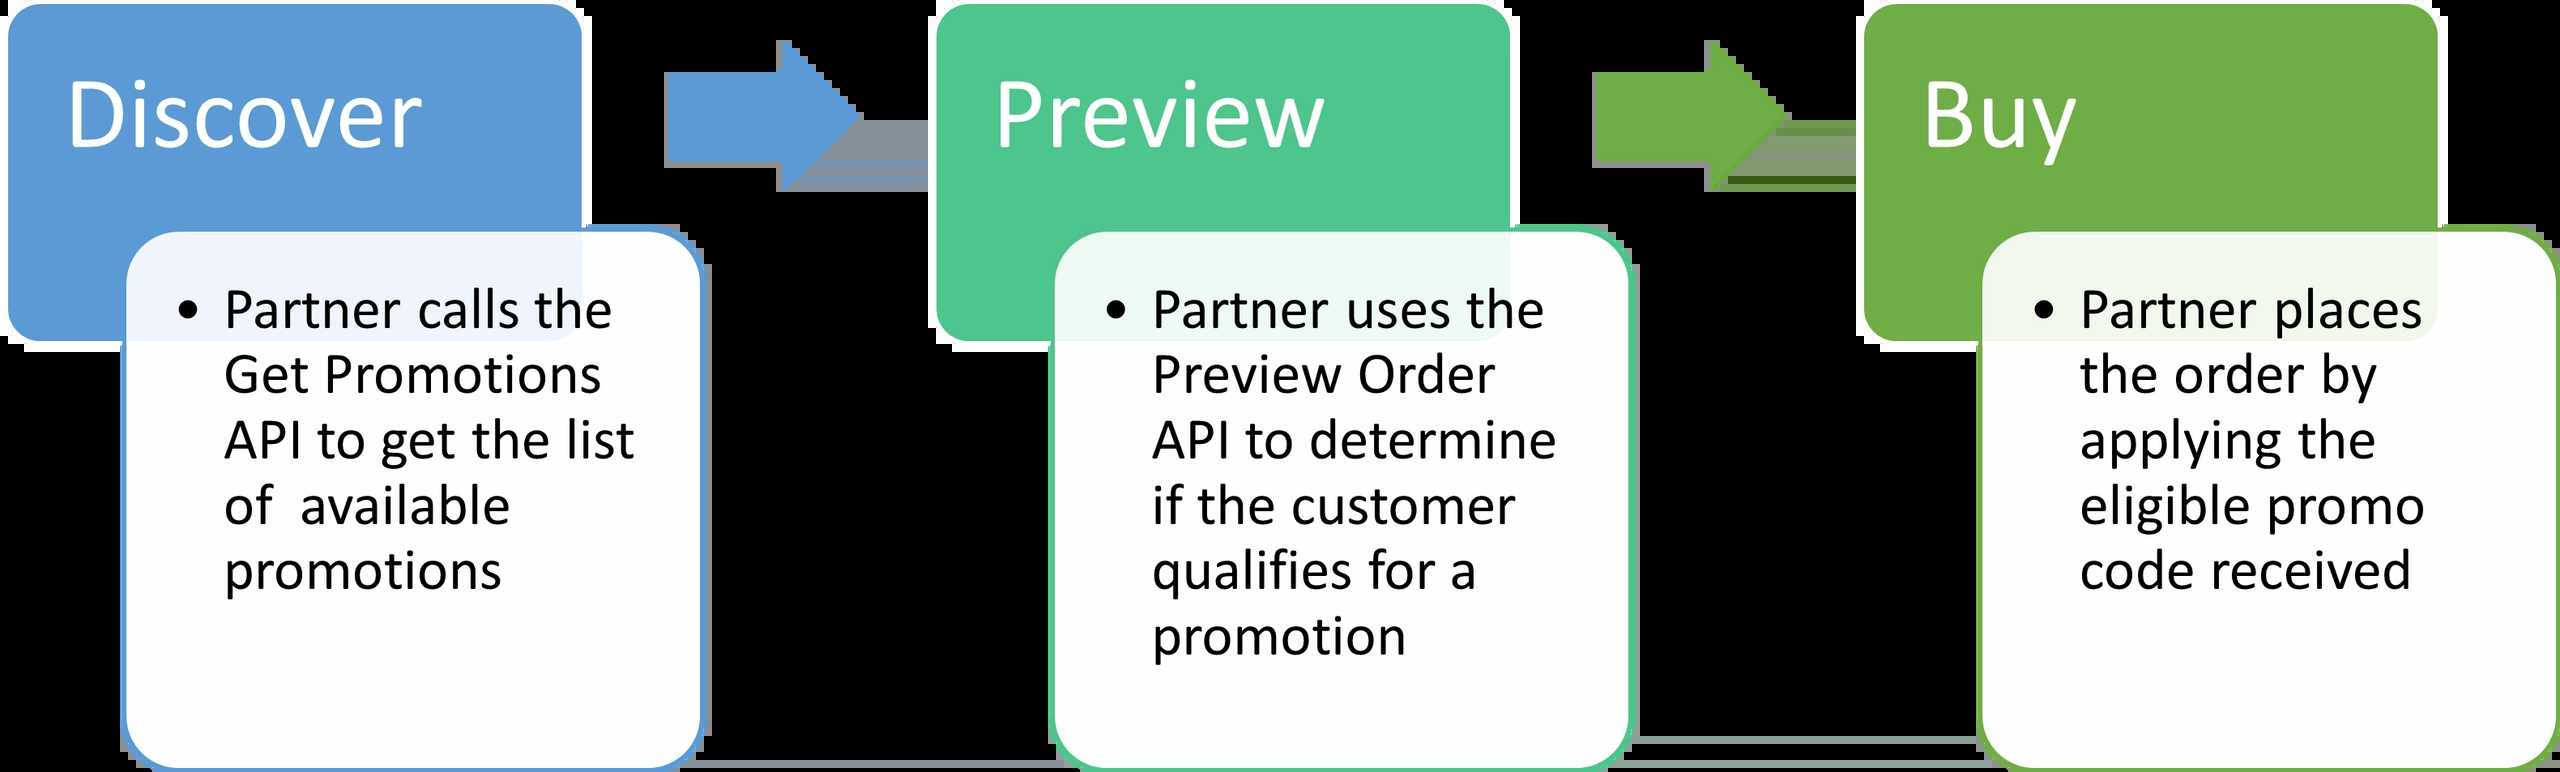 Discover
• Partner calls the
Get Promotions
API to get the list
of  available
promotions
Preview
• Partner uses the
Preview Order
API to determine
if the customer
qualifies for a
promotion
Buy
• Partner places
the order by
applying the
eligible promo
code received